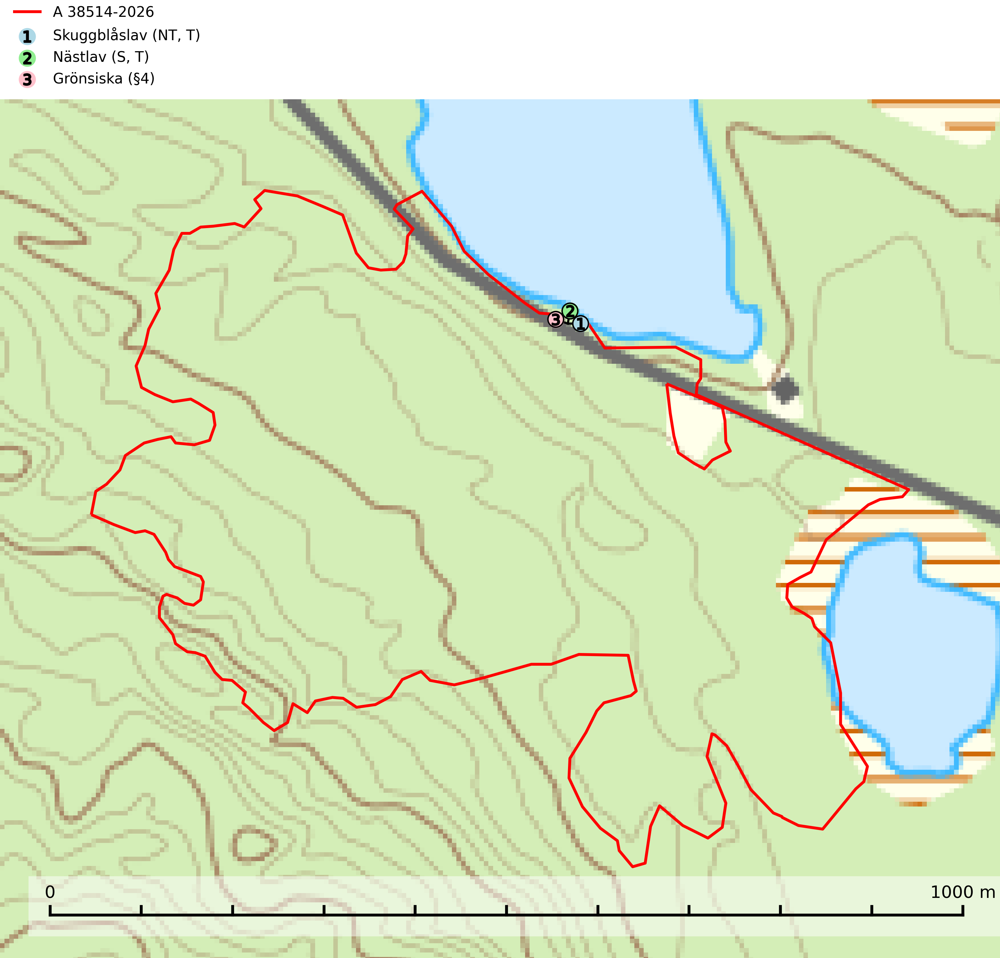 A 38514-2026
1 Skuggblåslav (NT, T)
2 Nästlav (S, T)
3 Grönsiska (§4)
2
3
1
0
1000 m